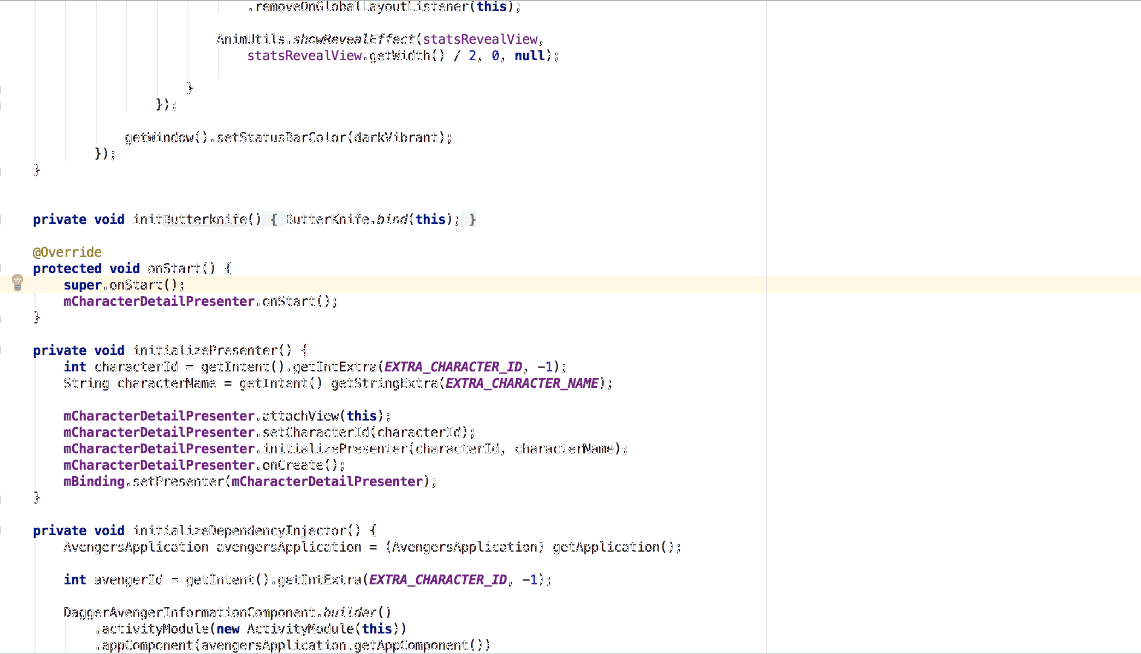 .removeOnGlobalLayoutListener(this);
AnimUtils.showRevealEffect(statsRevealView,
statsRevealView.getWidth() / 2, 0, null);
}
});
getWindow().setStatusBarColor(darkVibrant);
});
}
private void initButterknife() { ButterKnife.bind(this); }
@Override
protected void onStart() {
super.onStart();
mCharacterDetailPresenter.onStart();
}
private void initializePresenter() {
int characterId = getIntent().getIntExtra(EXTRA_CHARACTER_ID, -1);
String characterName = getIntent().getStringExtra(EXTRA_CHARACTER_NAME);
mCharacterDetailPresenter.attachView(this);
mCharacterDetailPresenter.setCharacterId(characterId);
mCharacterDetailPresenter.initializePresenter(characterId, characterName);
mCharacterDetailPresenter.onCreate();
mBinding.setPresenter(mCharacterDetailPresenter);
}
private void initializeDependencyInjector() {
AvengersApplication avengersApplication = (AvengersApplication) getApplication();
int avengerId = getIntent().getIntExtra(EXTRA_CHARACTER_ID, -1);
DaggerAvengerInformationComponent.builder()
.activityModule(new ActivityModule(this))
.appComponent(avengersApplication.getAppComponent())